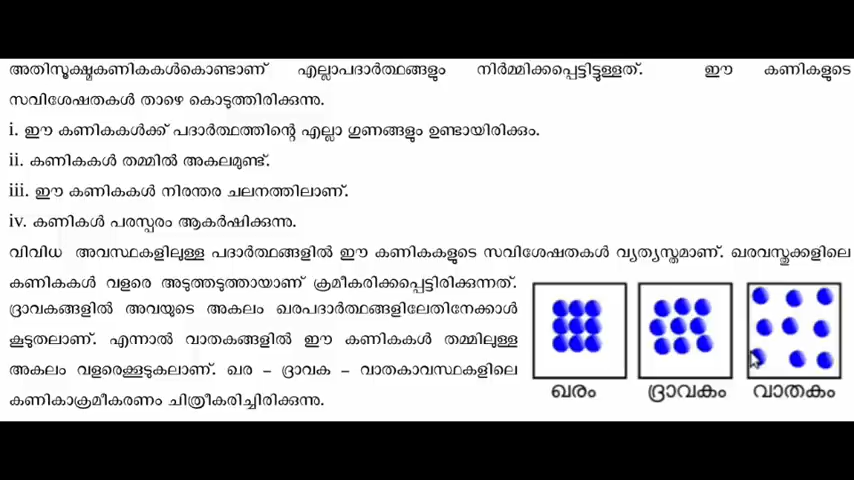 അതിസൂക്ഷ്മകണികകൾകൊണ്ടാണ് എല്ലാപദാർത്ഥങ്ങളും നിർമ്മിക്കപ്പെട്ടിട്ടുള്ളത്. ഈ കണികളുടെ
സവിശേഷതകൾ താഴെ കൊടുത്തിരിക്കുന്നു.
i. ഈ കണികകൾക്ക് പദാർത്ഥത്തിന്റെ എല്ലാ ഗുണങ്ങളും ഉണ്ടായിരിക്കും.
ii. കണികകൾ തമ്മിൽ അകലമുണ്ട്.
iii. ഈ കണികകൾ നിരന്തര ചലനത്തിലാണ്.
iv. കണികൾ പരസ്പരം ആകർഷിക്കുന്നു.
വിവിധ അവസ്ഥകളിലുള്ള പദാർത്ഥങ്ങളിൽ ഈ കണികകളുടെ സവിശേഷതകൾ വ്യത്യസ്തമാണ്. ഖരവസ്തുക്കളിലെ
കണികകൾ വളരെ അടുത്തടുത്തായാണ് ക്രമീകരിക്കപ്പെട്ടിരിക്കുന്നത്.
ദ്രാവകങ്ങളിൽ അവയുടെ അകലം ഖരപദാർത്ഥങ്ങളിലേതിനേക്കാൾ
കൂടുതലാണ്. എന്നാൽ വാതകങ്ങളിൽ ഈ കണികകൾ തമ്മിലുള്ള
അകലം വളരെക്കൂടുകലാണ്. ഖര – ദ്രാവക – വാതകാവസ്ഥകളിലെ
കണികാക്രമീകരണം ചിത്രീകരിച്ചിരിക്കുന്നു.
ഖരം ദ്രാവകം വാതകം